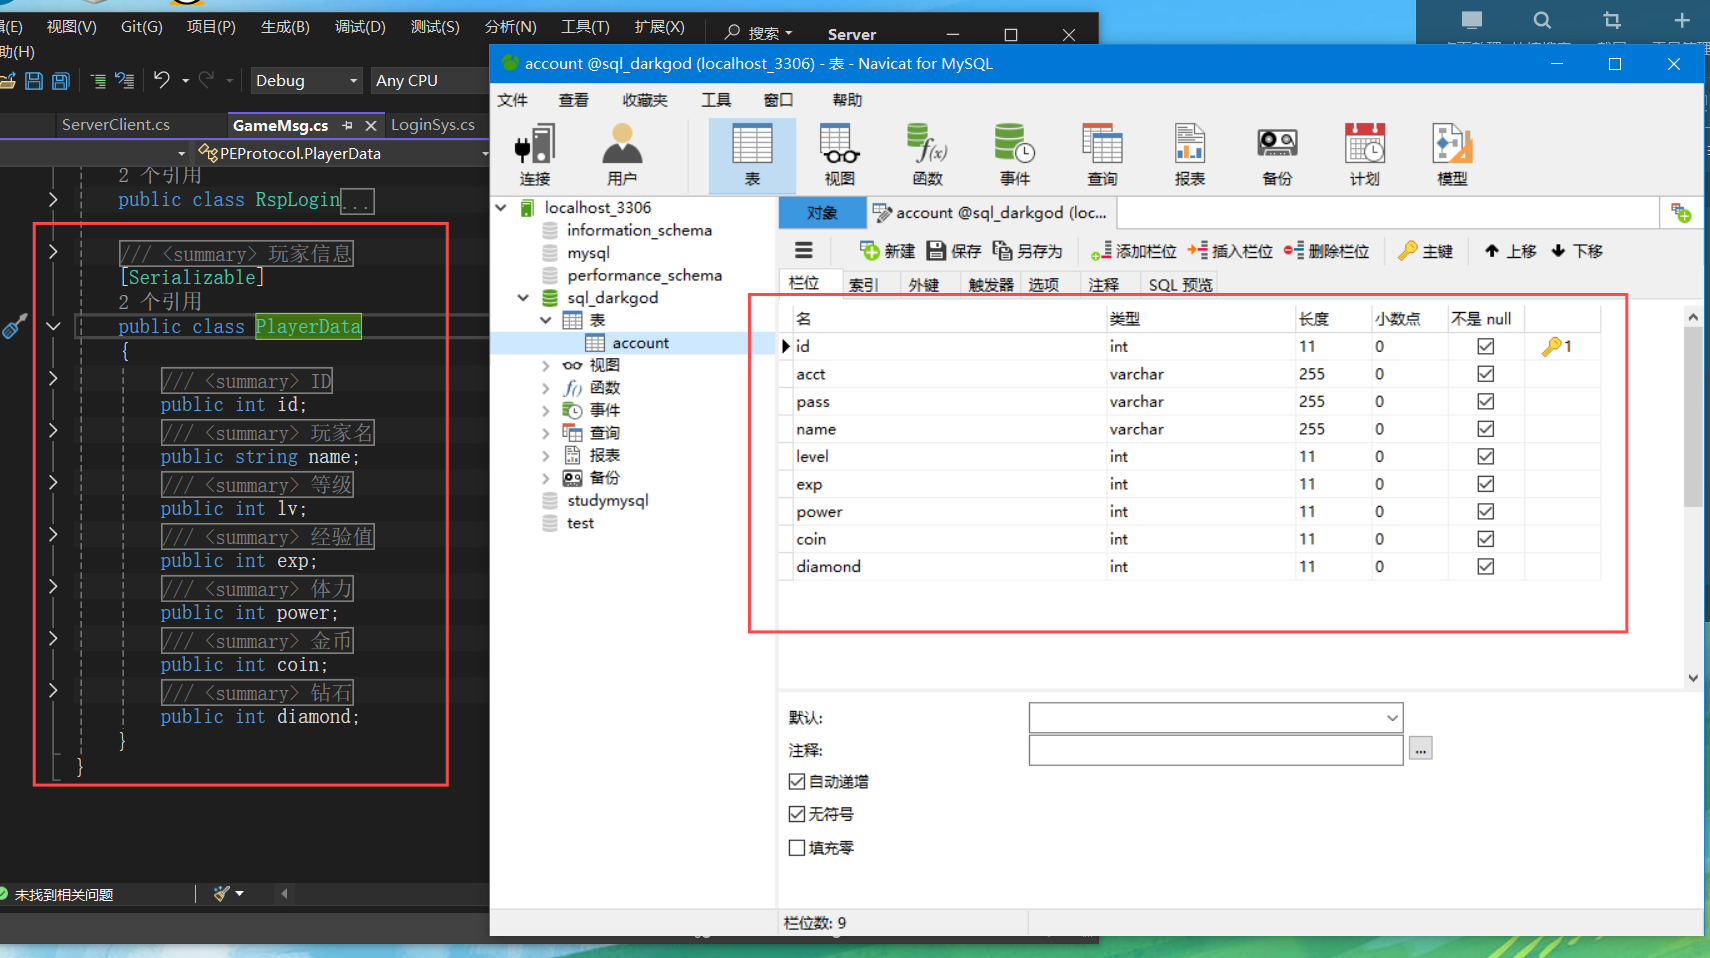 辑(E) 视图(V) Git(G) 项目(P) 生成(B) 调试(D) 测试(S) 分析(N) 工具(T) 扩展(X) 搜索 Server
助(H)
Debug Any CPU
ServerClient.cs GameMsg.cs LoginSys.cs
PEProtocol.PlayerData
2 个引用
public class RspLogin...
/// <summary> 玩家信息
[Serializable]
2 个引用
public class PlayerData
{
/// <summary> ID
public int id;
/// <summary> 玩家名
public string name;
/// <summary> 等级
public int lv;
/// <summary> 经验值
public int exp;
/// <summary> 体力
public int power;
/// <summary> 金币
public int coin;
/// <summary> 钻石
public int diamond;
}
}
未找到相关问题
account @sql_darkgod (localhost_3306) - 表 - Navicat for MySQL
文件 查看 收藏夹 工具 窗口 帮助
连接 用户 表 视图 函数 事件 查询 报表 备份 计划 模型
localhost_3306
information_schema
mysql
performance_schema
sql_darkgod
表
account
视图
函数
事件
查询
报表
备份
studymysql
test
对象 account @sql_darkgod (loc...
新建 保存 另存为 添加栏位 插入栏位 删除栏位 主键 上移 下移
栏位 索引 外键 触发器 选项 注释 SQL 预览
名 类型 长度 小数点 不是 null
id int 11 0 1
acct varchar 255 0
pass varchar 255 0
name varchar 255 0
level int 11 0
exp int 11 0
power int 11 0
coin int 11 0
diamond int 11 0
默认:
注释: ...
自动递增
无符号
填充零
栏位数: 9